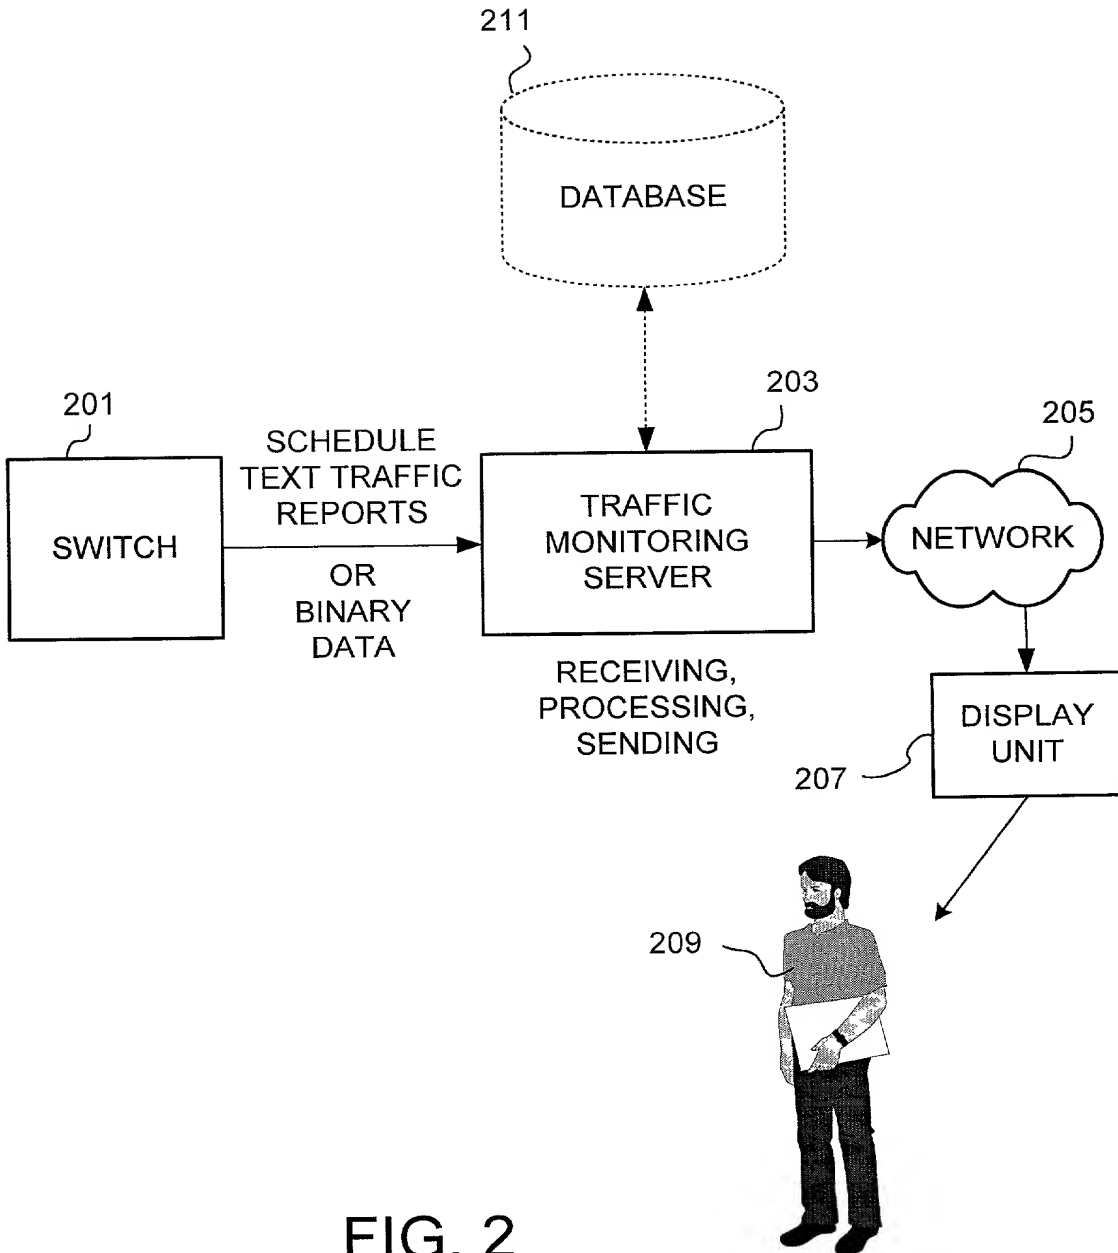 211
DATABASE
201
SCHEDULE
TEXT TRAFFIC
REPORTS
OR
BINARY
DATA
SWITCH
203
TRAFFIC
MONITORING
SERVER
RECEIVING,
PROCESSING,
SENDING
205
NETWORK
DISPLAY
UNIT
207
209
FIG. 2